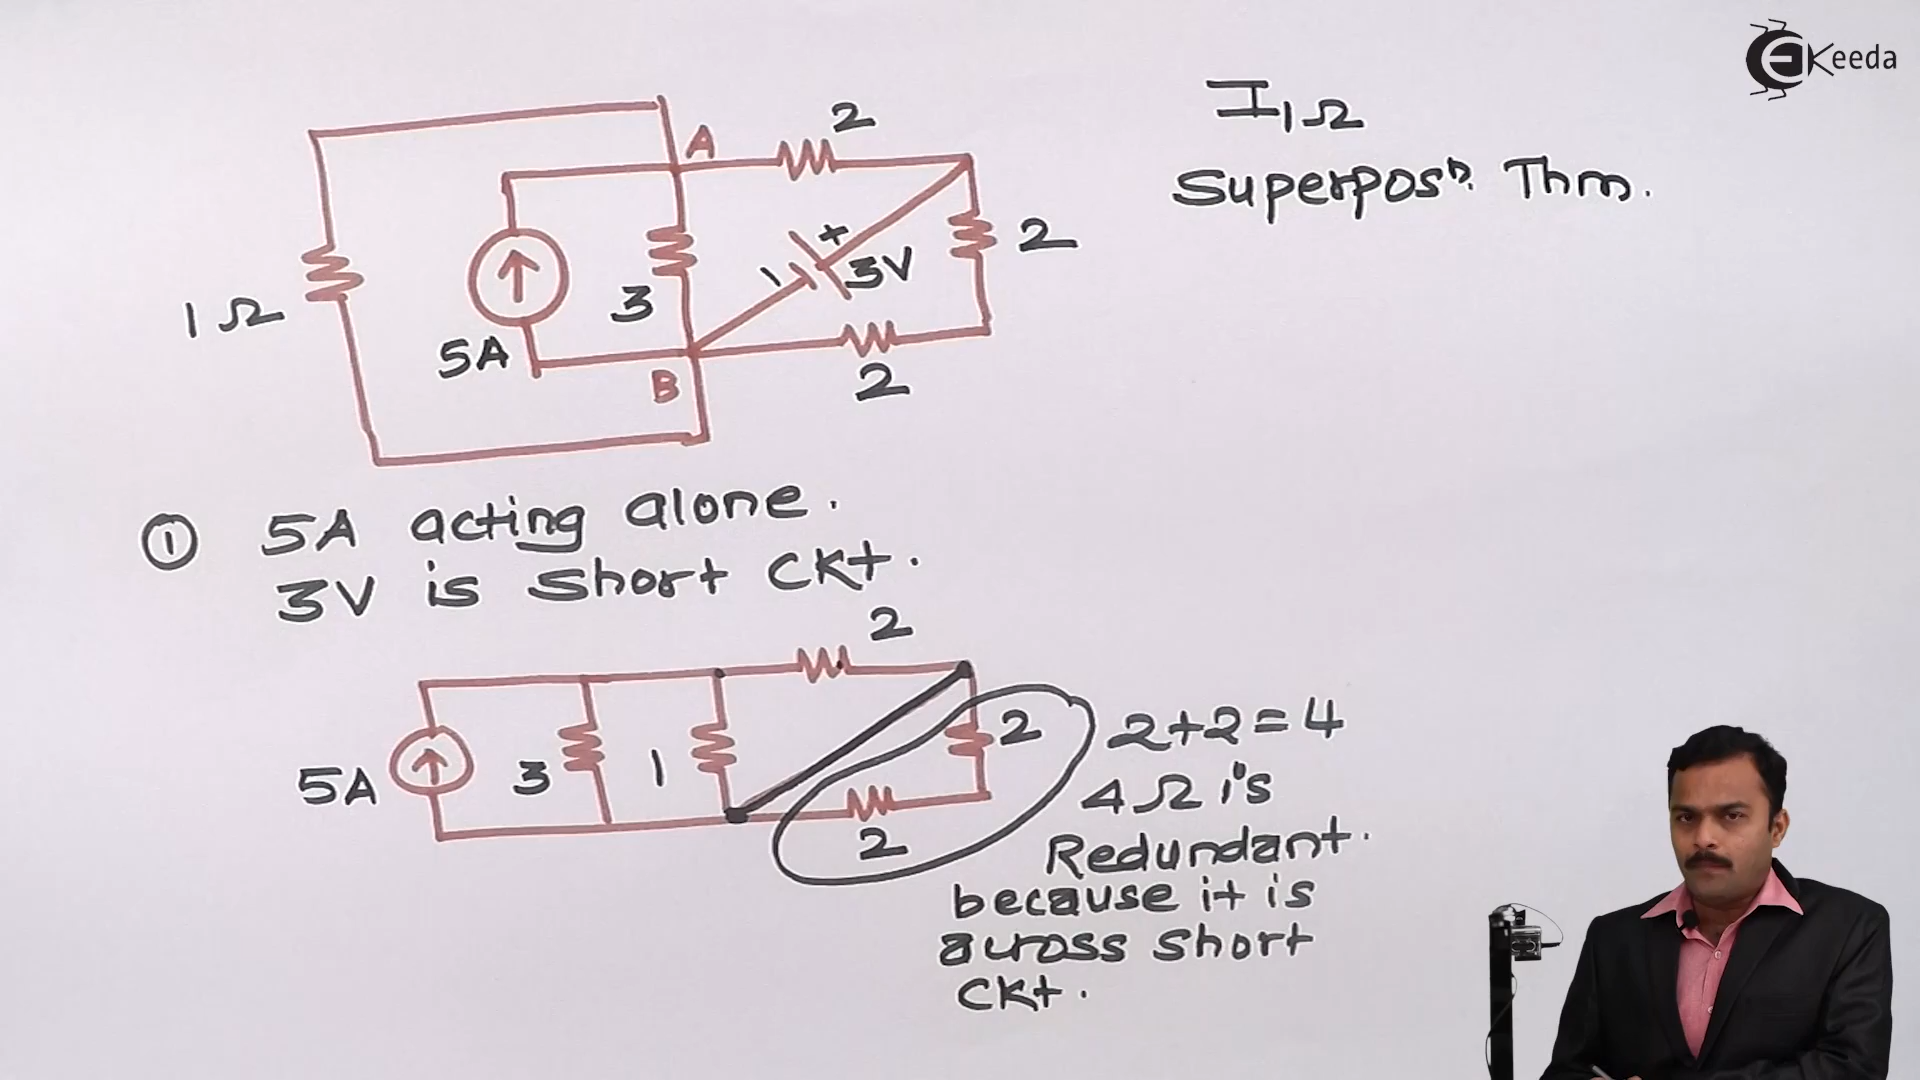 EKeeda
I1Ω
Superposⁿ. Thm.
2
A
+
3V
2
1Ω
3
5A
B
2
① 5A acting alone.
3V is short ckt.
2
5A
3
1
2
2
2+2=4
4Ω is
Redundant.
because it is
across short
ckt.